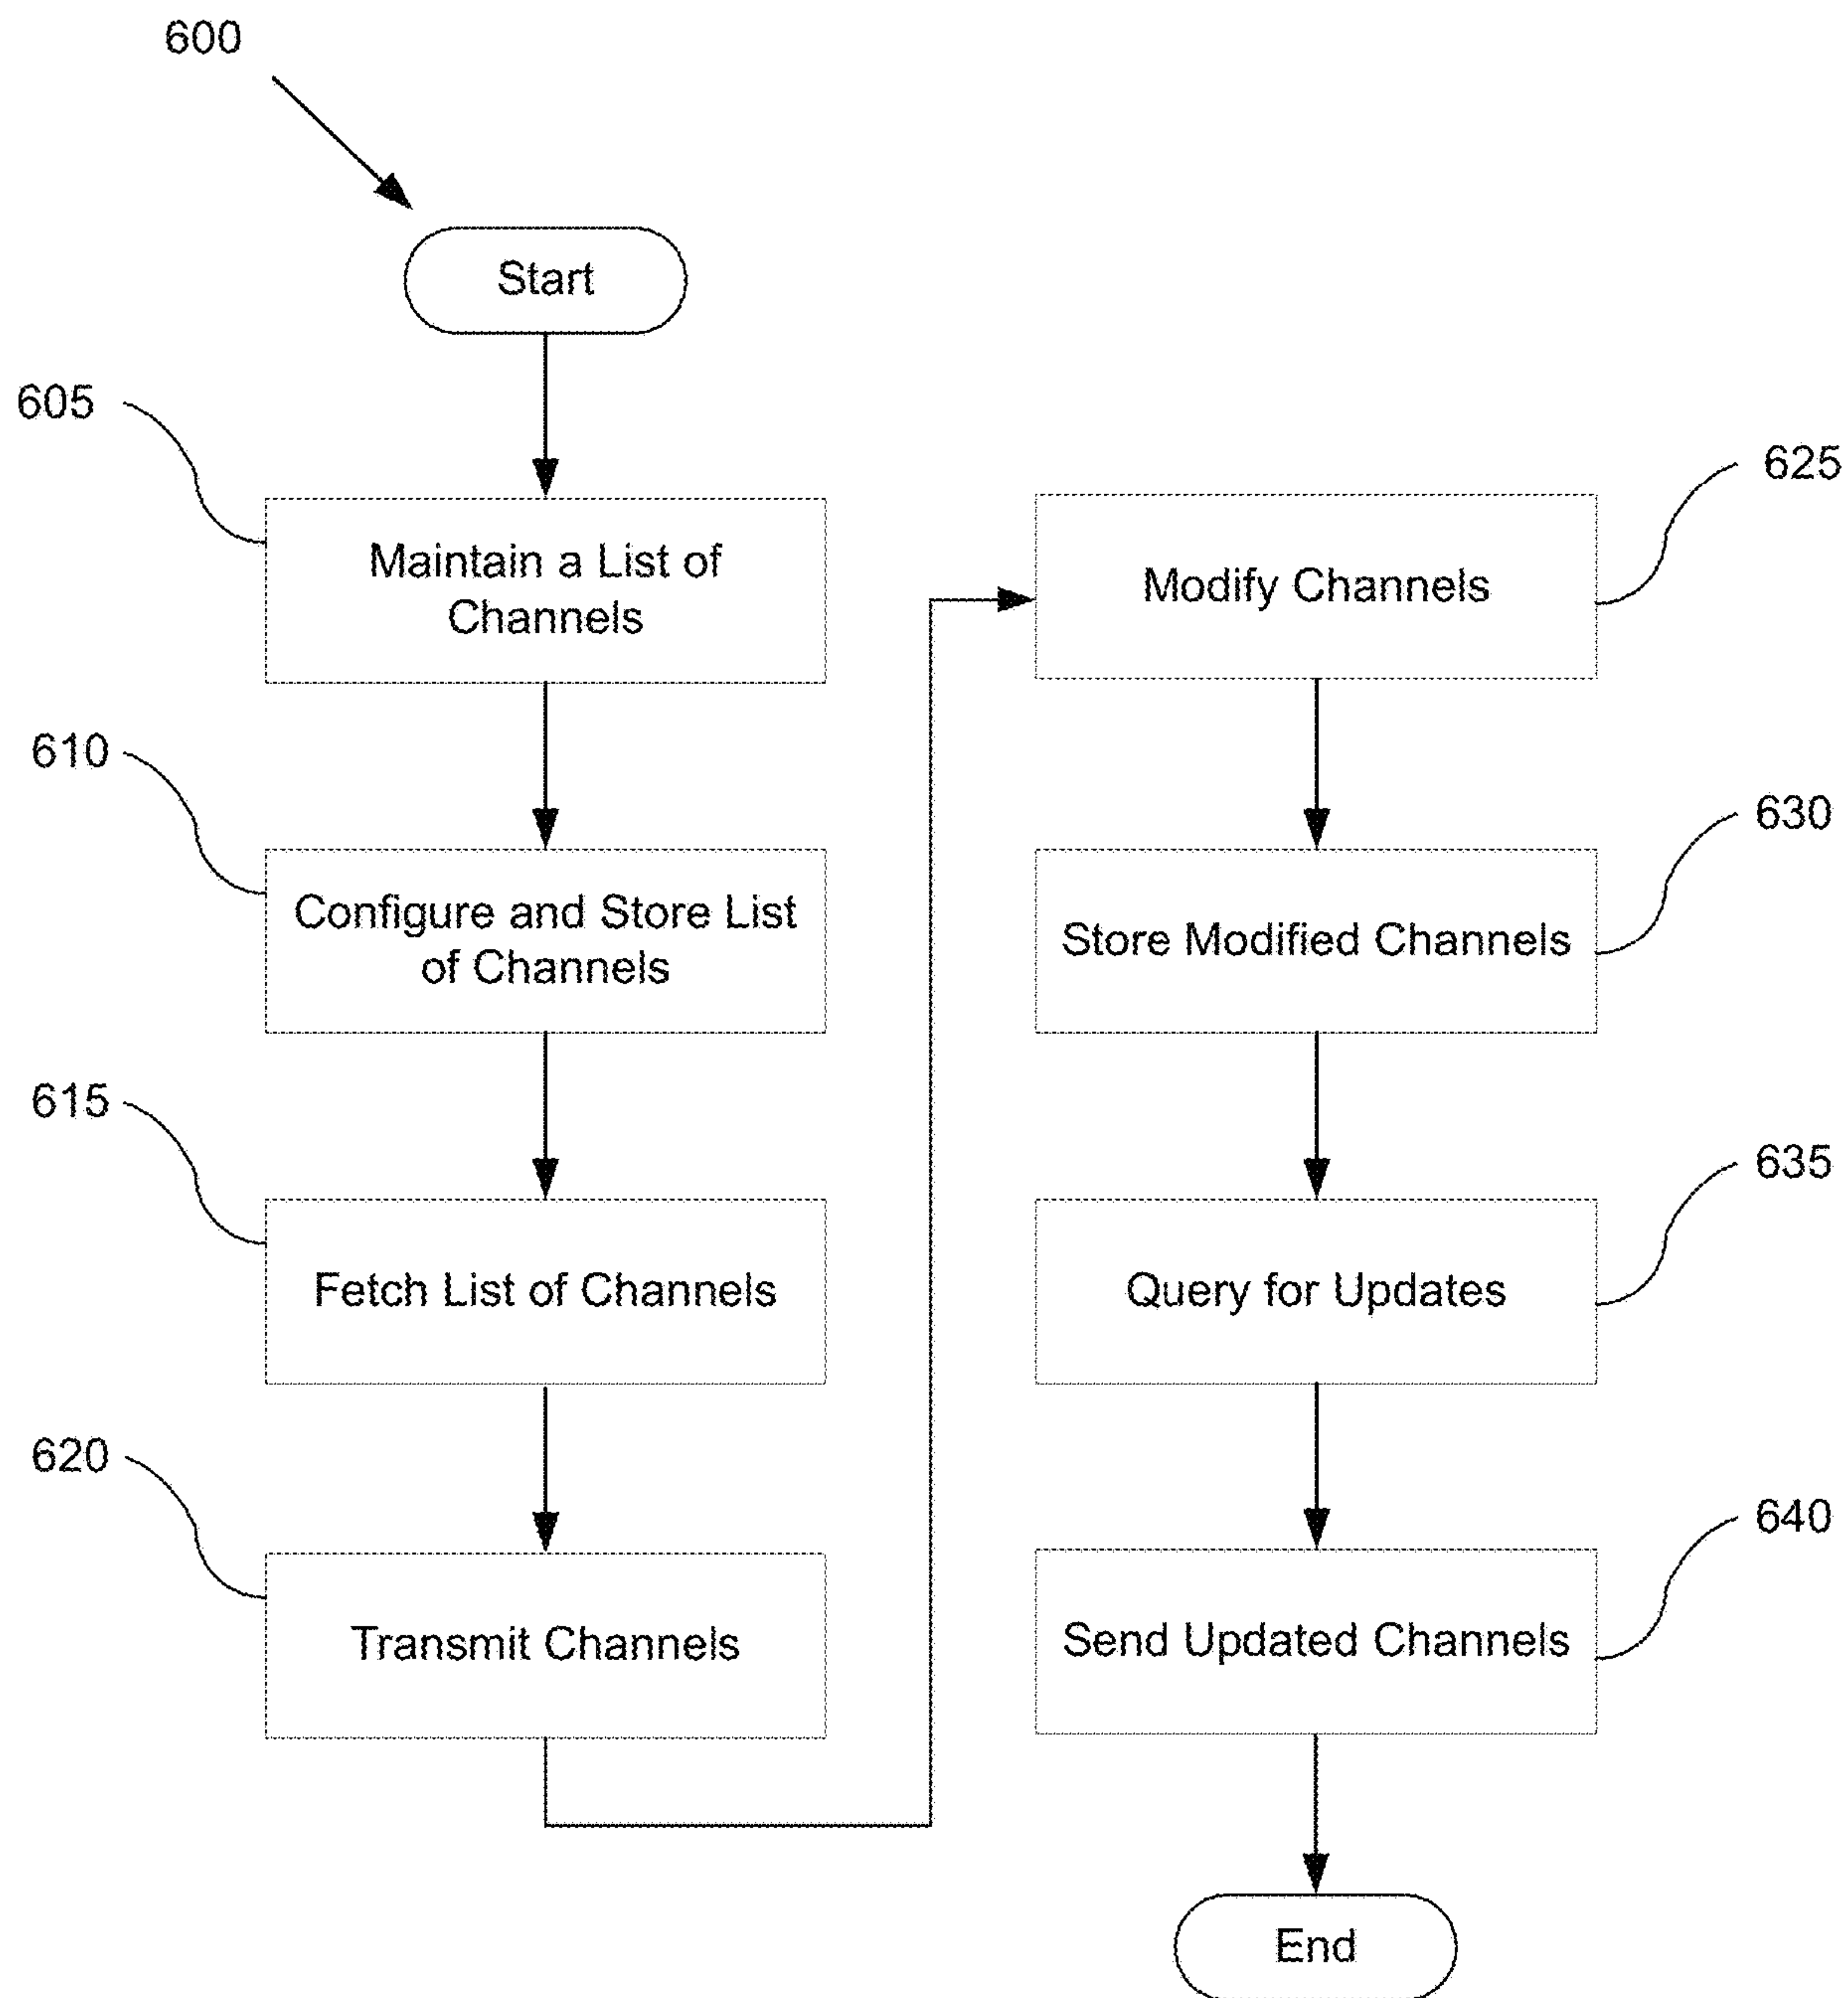 600
Start
605
Maintain a List of
Channels
610
Configure and Store List
of Channels
615
Fetch List of Channels
620
Transmit Channels
625
Modify Channels
630
Store Modified Channels
635
Query for Updates
640
Send Updated Channels
End